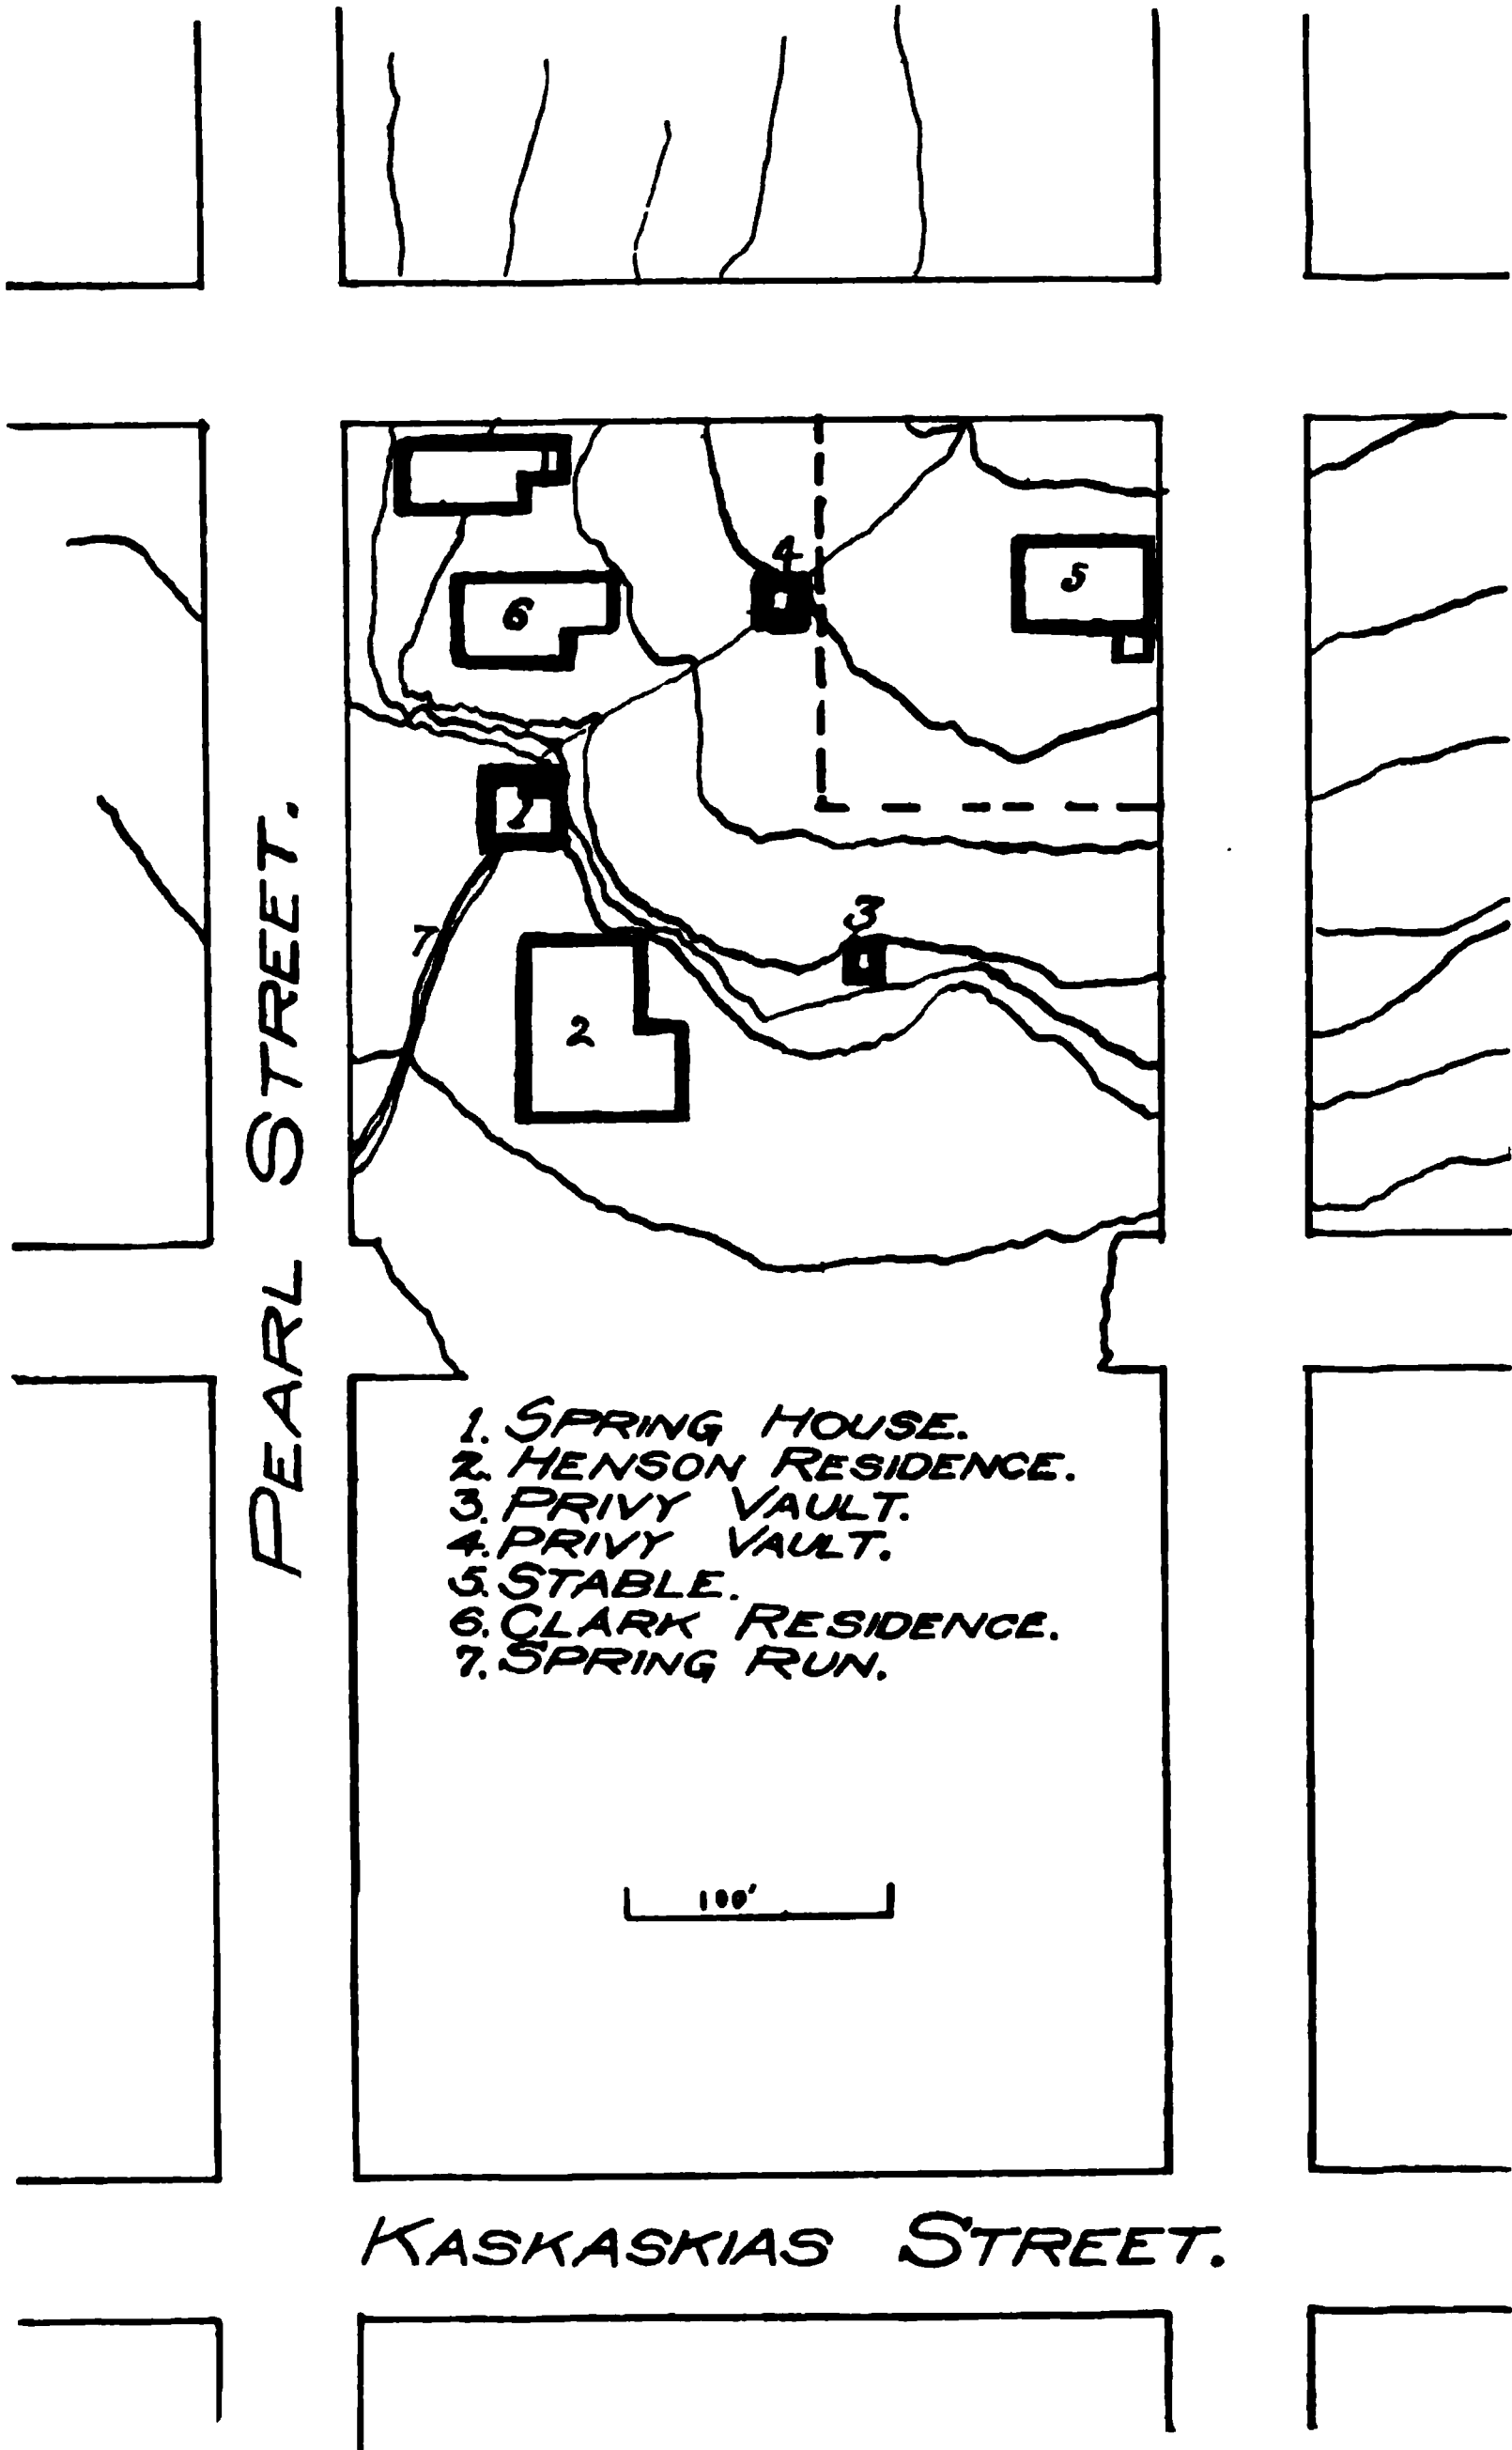 4
5
6
1
3
7
2
PEARL STREET.
1. SPRING HOUSE.
2. HENSON RESIDENCE.
3. PRIVY VAULT.
4. PRIVY VAULT.
5. STABLE.
6. CLARK RESIDENCE.
7. SPRING RUN.
100'
KASKASKIAS STREET.